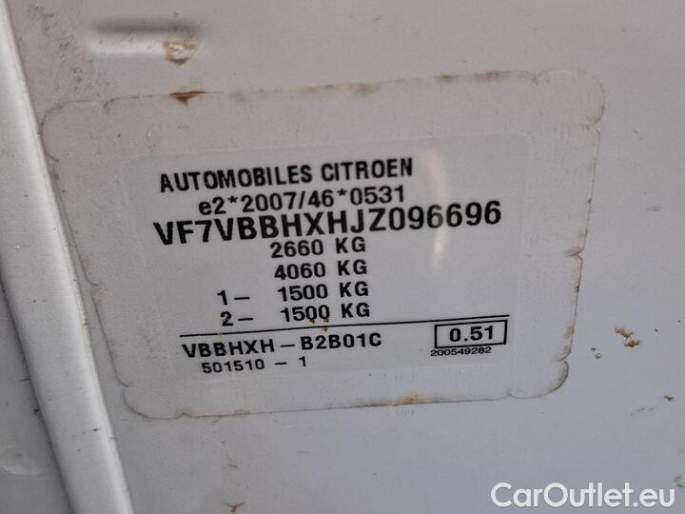 AUTOMOBILES CITROEN
e2*2007/46*0531
VF7VBBHXHJZ096696
2660 KG
4060 KG
1- 1500 KG
2- 1500 KG
VBBHXH-B2B01C 0.51
501510-1 200549282
CarOutlet.eu